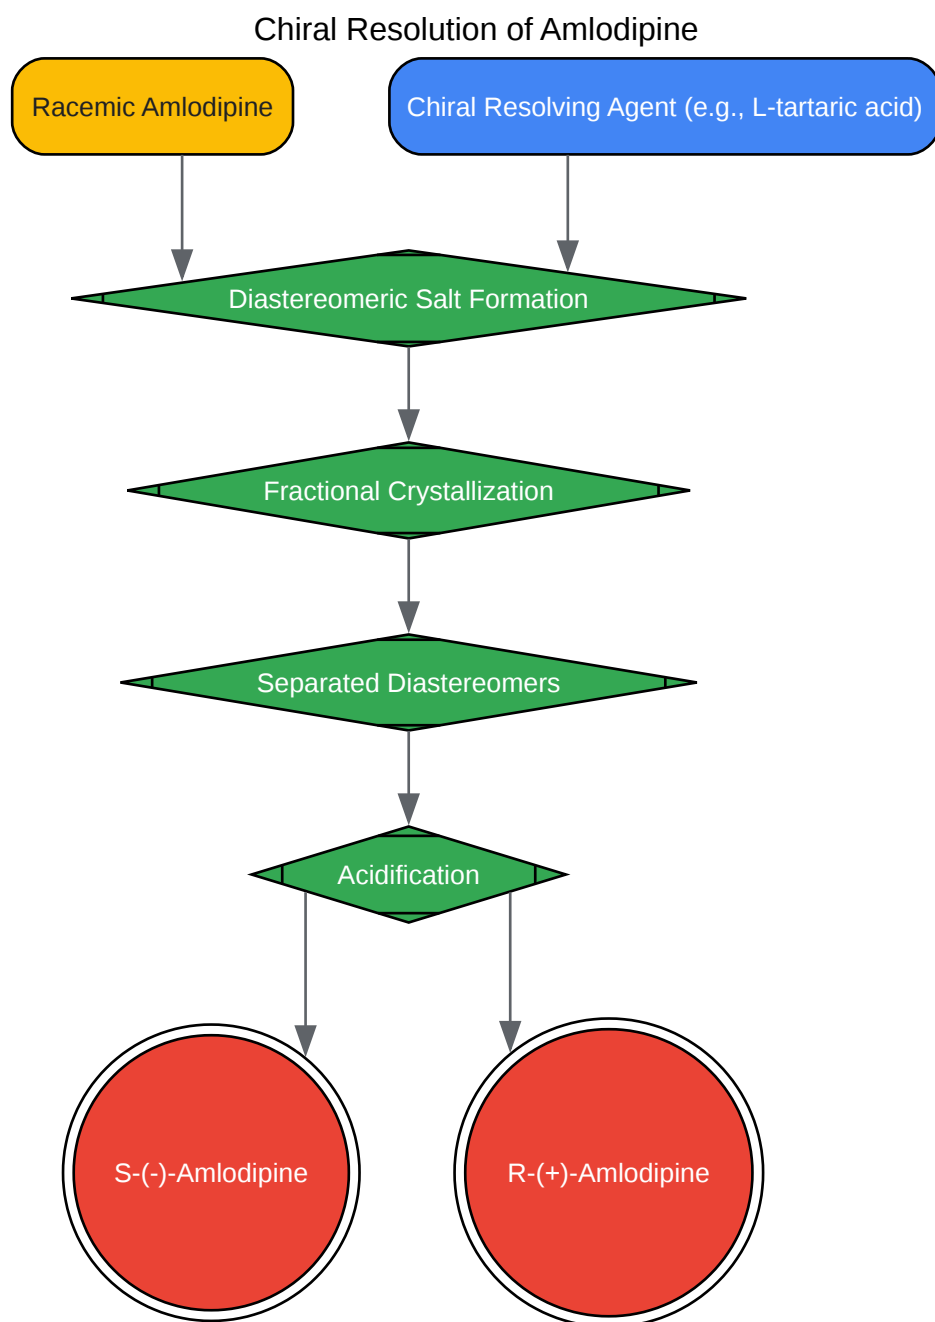 Chiral Resolution of Amlodipine
Racemic Amlodipine
Chiral Resolving Agent (e.g., L-tartaric acid)
Diastereomeric Salt Formation
Fractional Crystallization
Separated Diastereomers
Acidification
S-(-)-Amlodipine
R-(+)-Amlodipine